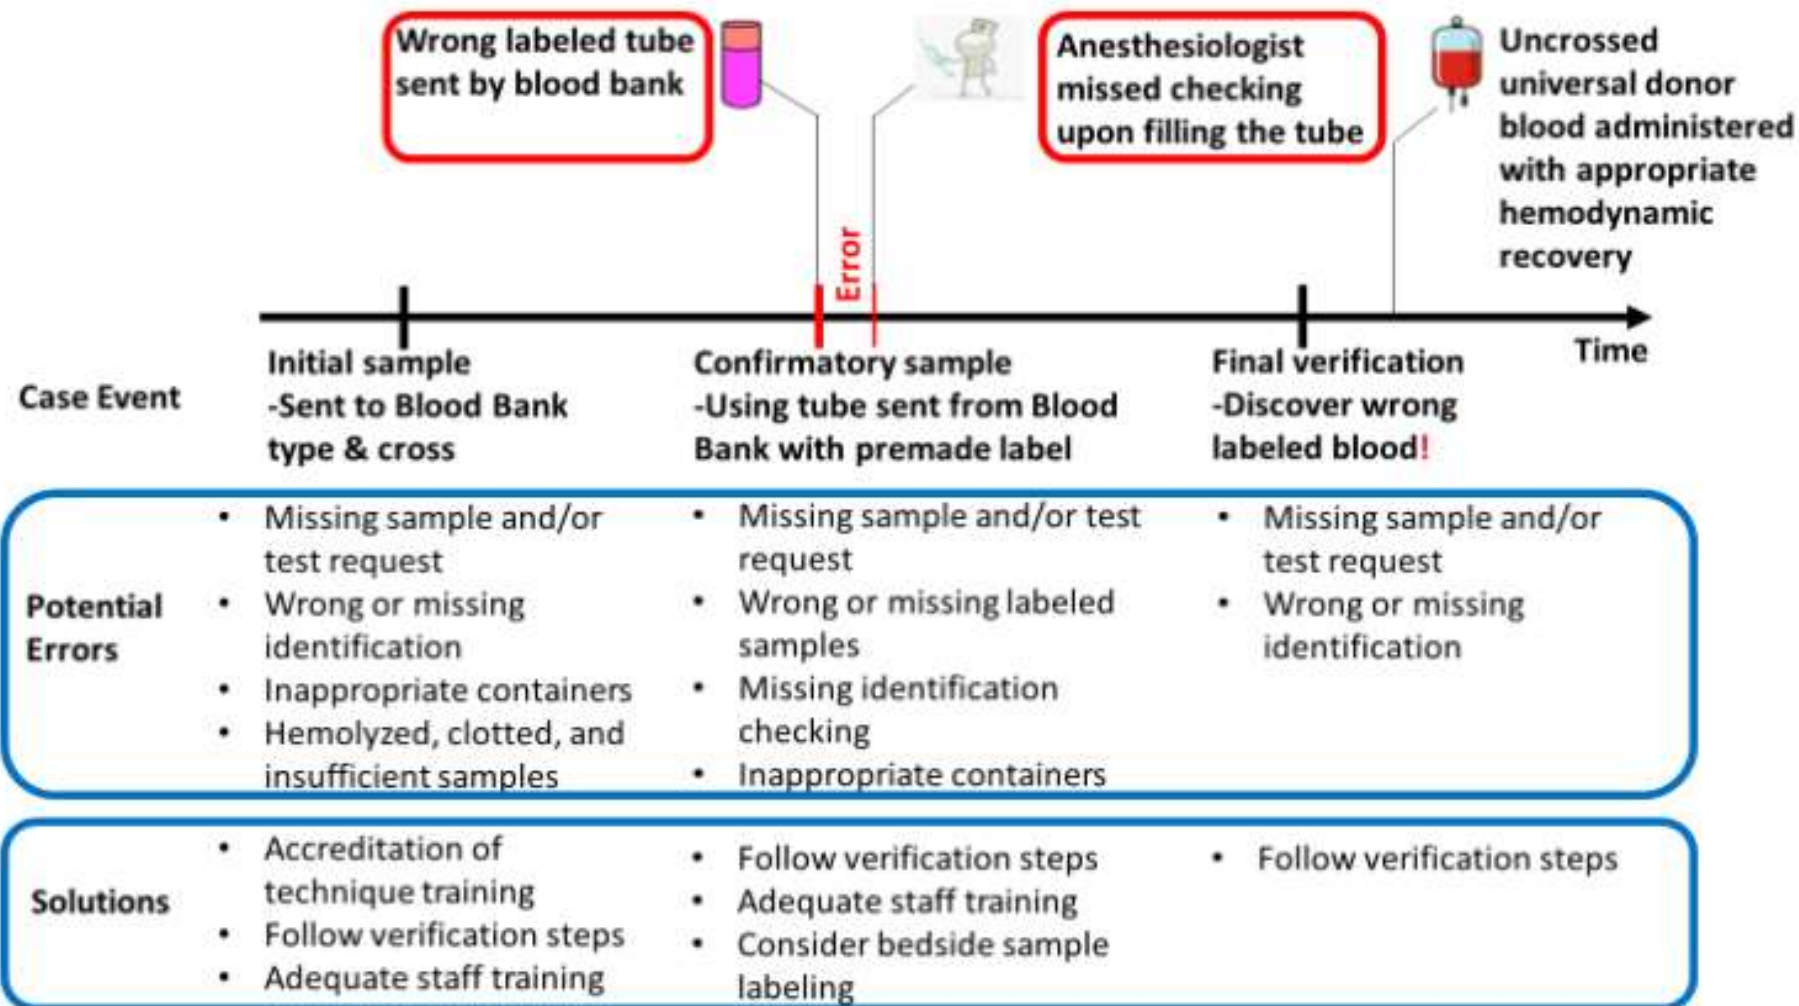 Wrong labeled tube
sent by blood bank
Anesthesiologist
missed checking
upon filling the tube
Uncrossed
universal donor
blood administered
with appropriate
hemodynamic
recovery
Error
Time
Case Event
Initial sample
-Sent to Blood Bank
type & cross
Confirmatory sample
-Using tube sent from Blood
Bank with premade label
Final verification
-Discover wrong
labeled blood!
Potential
Errors
• Missing sample and/or
test request
• Wrong or missing
identification
• Inappropriate containers
• Hemolyzed, clotted, and
insufficient samples
• Missing sample and/or test
request
• Wrong or missing labeled
samples
• Missing identification
checking
• Inappropriate containers
• Missing sample and/or
test request
• Wrong or missing
identification
Solutions
• Accreditation of
technique training
• Follow verification steps
• Adequate staff training
• Follow verification steps
• Adequate staff training
• Consider bedside sample
labeling
• Follow verification steps